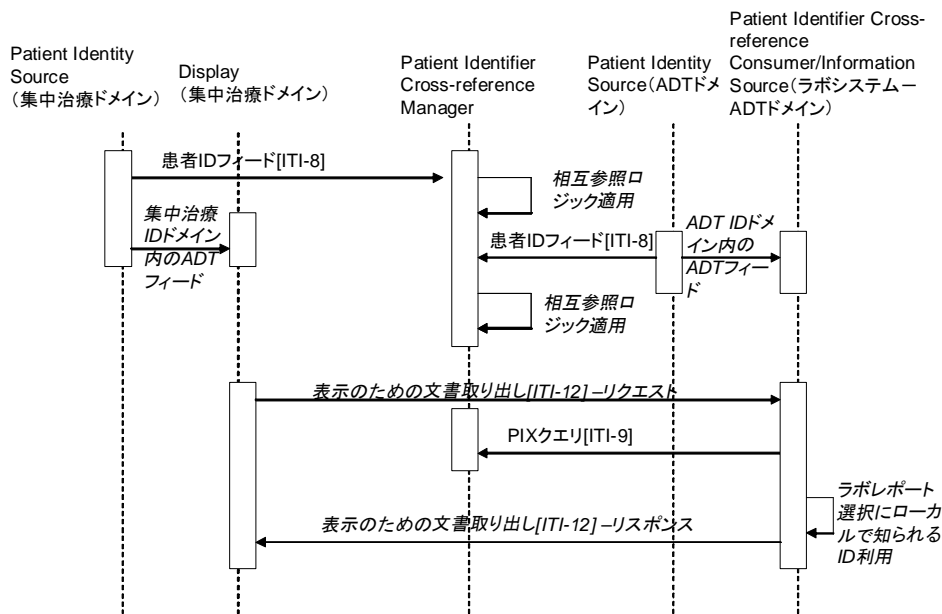 Patient Identity
Source
（集中治療ドメイン）
Display
（集中治療ドメイン）
Patient Identifier
Cross-reference
Manager
Patient Identity
Source（ADTドメ
イン）
Patient Identifier Cross-
reference
Consumer/Information
Source（ラボシステムー
ADTドメイン）
患者IDフィード[ITI-8]
相互参照ロ
ジック適用
集中治療
IDドメイン
内のADT
フィード
患者IDフィード[ITI-8]
ADT IDド
メイン内の
ADTフィー
ド
相互参照ロ
ジック適用
表示のための文書取り出し[ITI-12] –リクエスト
PIXクエリ[ITI-9]
ラボレポート
選択にローカ
ルで知られる
ID利用
表示のための文書取り出し[ITI-12] –リスポンス